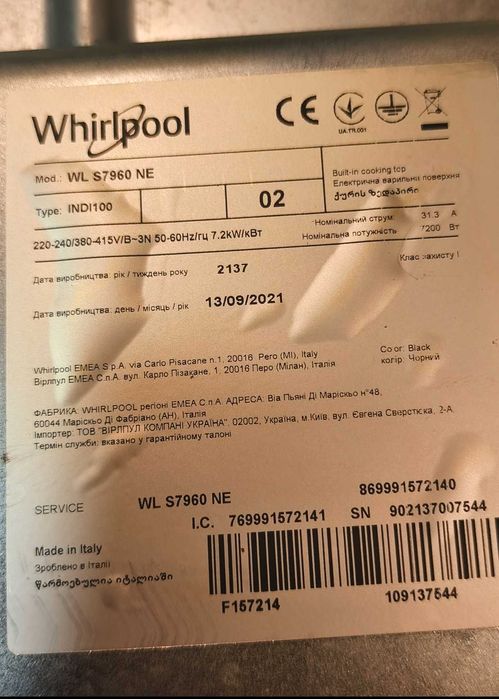 Whirlpool
CE
UA.TR.001
Mod.: WL S7960 NE
Built-in cooking top
Електрична варильна поверхня
ქურის ზედაპირი
Type: INDI100
02
220-240/380-415V/B~3N 50-60Hz/гц 7.2kW/кВт
Номінальний струм: 31.3 А
Номінальна потужність 7200 Вт
Клас захисту I
Дата виробництва: рік / тиждень року 2137
Дата виробництва: день / місяць / рік 13/09/2021
Whirlpool EMEA S.p.A. via Carlo Pisacane n.1, 20016 Pero (MI), Italy
Вірлпул EMEA С.п.А. вул. Карло Пізакане, 1, 20016 Перо (Мілан), Італія
Color: Black
колір: Чорний
ФАБРИКА: WHIRLPOOL регіоні EMEA С.п.А. АДРЕСА: Віа Пьяні Ді Маріскьо n°48,
60044 Маріскьо Ді Фабріано (АН), Італія
Імпортер: ТОВ "ВІРЛПУЛ КОМПАНІ УКРАЇНА", 02002, Україна, м.Київ, вул. Євгена Сверстюка, 2-А
Термін служби: вказано у гарантійному талоні
SERVICE WL S7960 NE 869991572140
I.C. 769991572141 SN 902137007544
Made in Italy
Зроблено в Італії
წარმოებულია იტალიაში
F157214 109137544